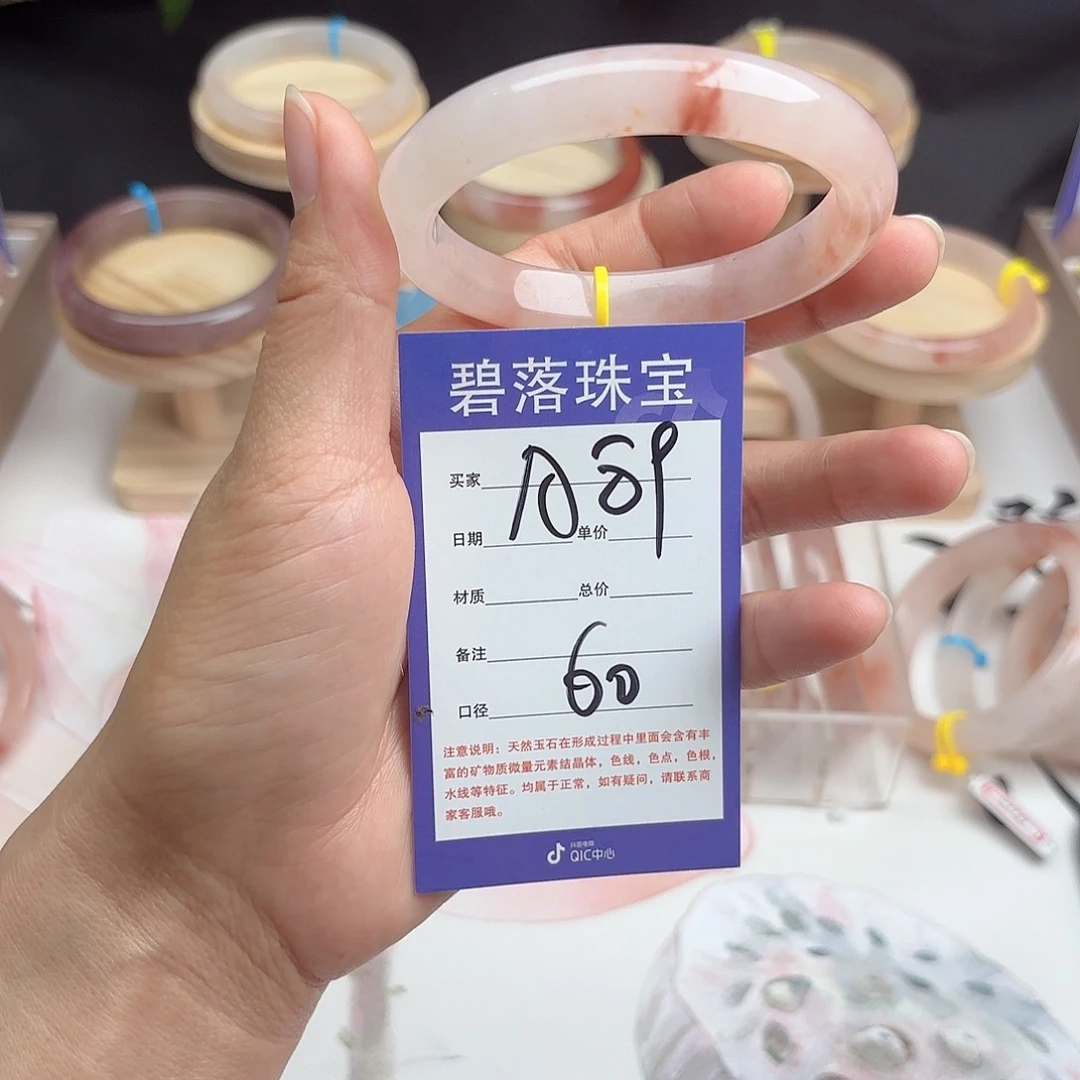 碧落珠宝
买家
日期 单价
材质 总价
备注
口径 60
注意说明：天然玉石在形成过程中里面会含有丰
富的矿物质微量元素结晶体，色线，色点，色根，
水线等特征。均属于正常，如有疑问，请联系商
家客服哦。
抖音电商
QIC中心